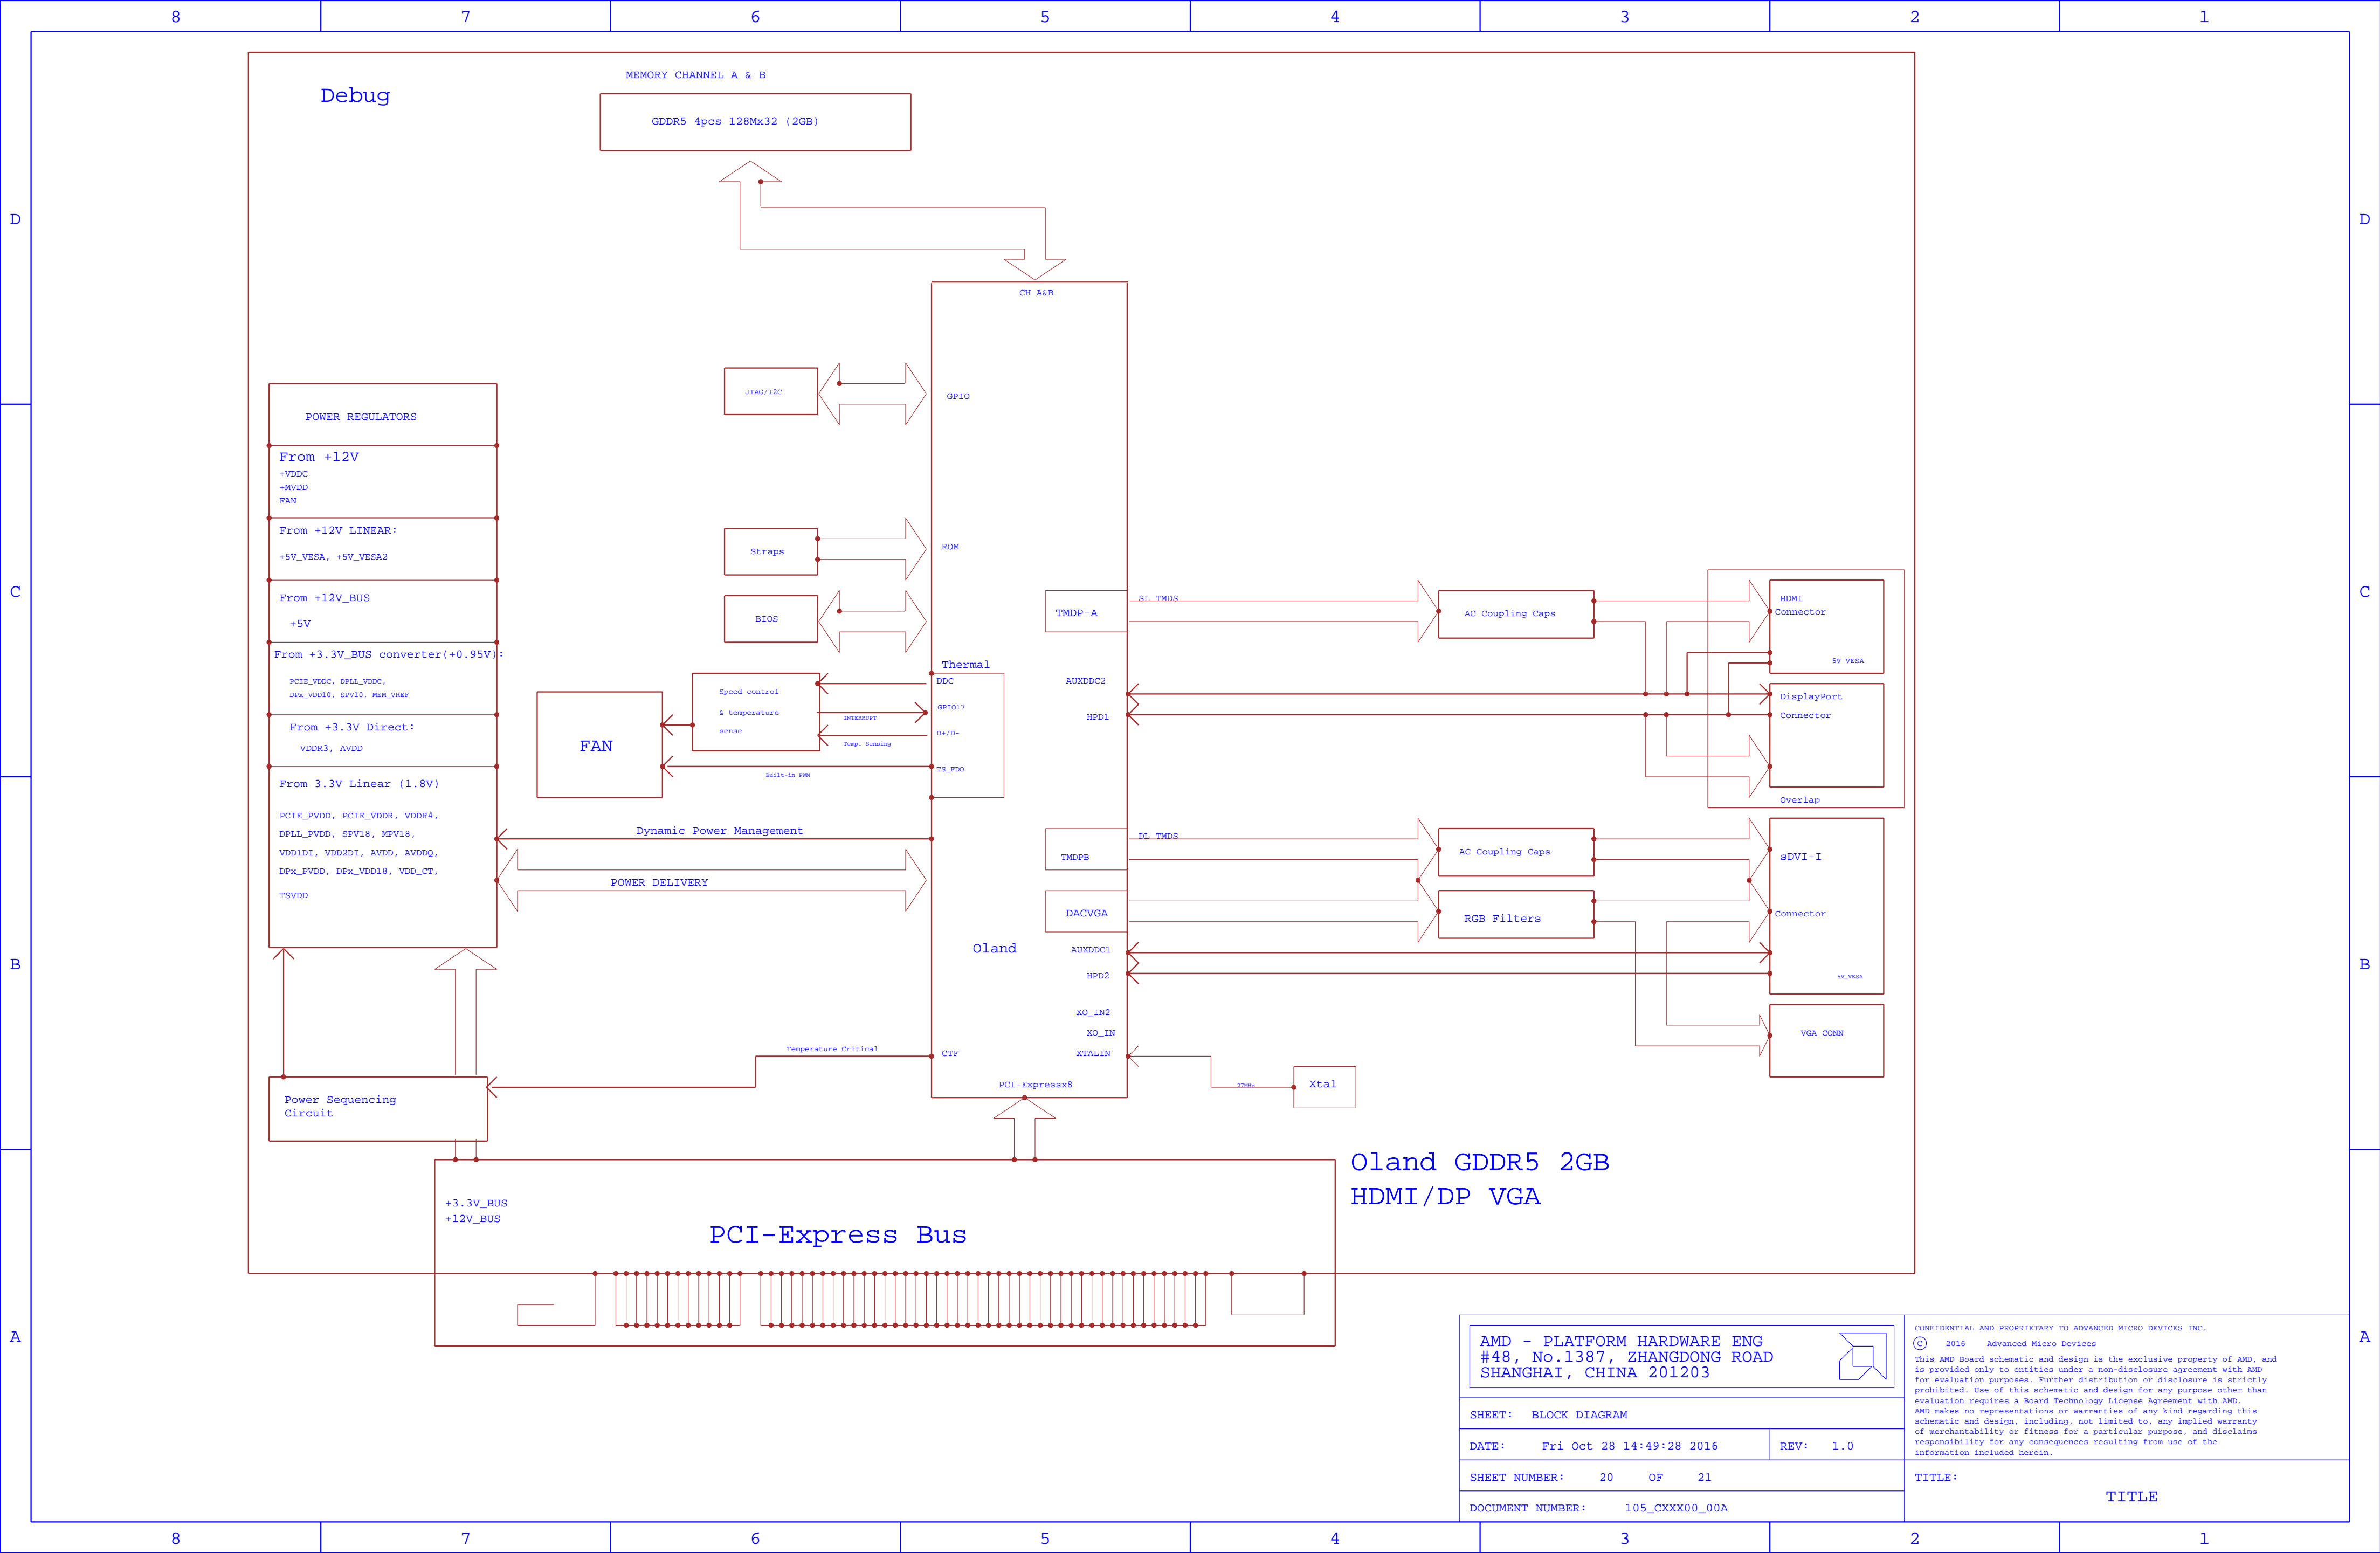 8 7 6 5 4 3 2 1
D
C
B
A
D
C
B
A
Debug
MEMORY CHANNEL A & B
GDDR5 4pcs 128Mx32 (2GB)
CH A&B
JTAG/I2C
GPIO
POWER REGULATORS
From +12V
+VDDC
+MVDD
FAN
From +12V LINEAR:
+5V_VESA, +5V_VESA2
From +12V_BUS
+5V
From +3.3V_BUS converter(+0.95V):
PCIE_VDDC, DPLL_VDDC,
DPx_VDD10, SPV10, MEM_VREF
From +3.3V Direct:
VDDR3, AVDD
From 3.3V Linear (1.8V)
PCIE_PVDD, PCIE_VDDR, VDDR4,
DPLL_PVDD, SPV18, MPV18,
VDD1DI, VDD2DI, AVDD, AVDDQ,
DPx_PVDD, DPx_VDD18, VDD_CT,
TSVDD
Straps
ROM
BIOS
Thermal
Speed control
& temperature
sense
DDC
GPIO17
INTERRUPT
D+/D-
Temp. Sensing
FAN
TS_FDO
Built-in PWM
Dynamic Power Management
POWER DELIVERY
TMDP-A
SL TMDS
AC Coupling Caps
HDMI
Connector
5V_VESA
AUXDDC2
HPD1
DisplayPort
Connector
Overlap
TMDPB
DL TMDS
AC Coupling Caps
sDVI-I
Connector
5V_VESA
DACVGA
RGB Filters
Oland
AUXDDC1
HPD2
XO_IN2
XO_IN
XTALIN
VGA CONN
CTF
Temperature Critical
PCI-Expressx8
27MHz
Xtal
Power Sequencing
Circuit
Oland GDDR5 2GB
HDMI/DP VGA
+3.3V_BUS
+12V_BUS
PCI-Express Bus
AMD - PLATFORM HARDWARE ENG
#48, No.1387, ZHANGDONG ROAD
SHANGHAI, CHINA 201203
SHEET: BLOCK DIAGRAM
DATE: Fri Oct 28 14:49:28 2016
REV: 1.0
SHEET NUMBER: 20 OF 21
DOCUMENT NUMBER: 105_CXXX00_00A
CONFIDENTIAL AND PROPRIETARY TO ADVANCED MICRO DEVICES INC.
© 2016 Advanced Micro Devices
This AMD Board schematic and design is the exclusive property of AMD, and
is provided only to entities under a non-disclosure agreement with AMD
for evaluation purposes. Further distribution or disclosure is strictly
prohibited. Use of this schematic and design for any purpose other than
evaluation requires a Board Technology License Agreement with AMD.
AMD makes no representations or warranties of any kind regarding this
schematic and design, including, not limited to, any implied warranty
of merchantability or fitness for a particular purpose, and disclaims
responsibility for any consequences resulting from use of the
information included herein.
TITLE:
TITLE
8 7 6 5 4 3 2 1